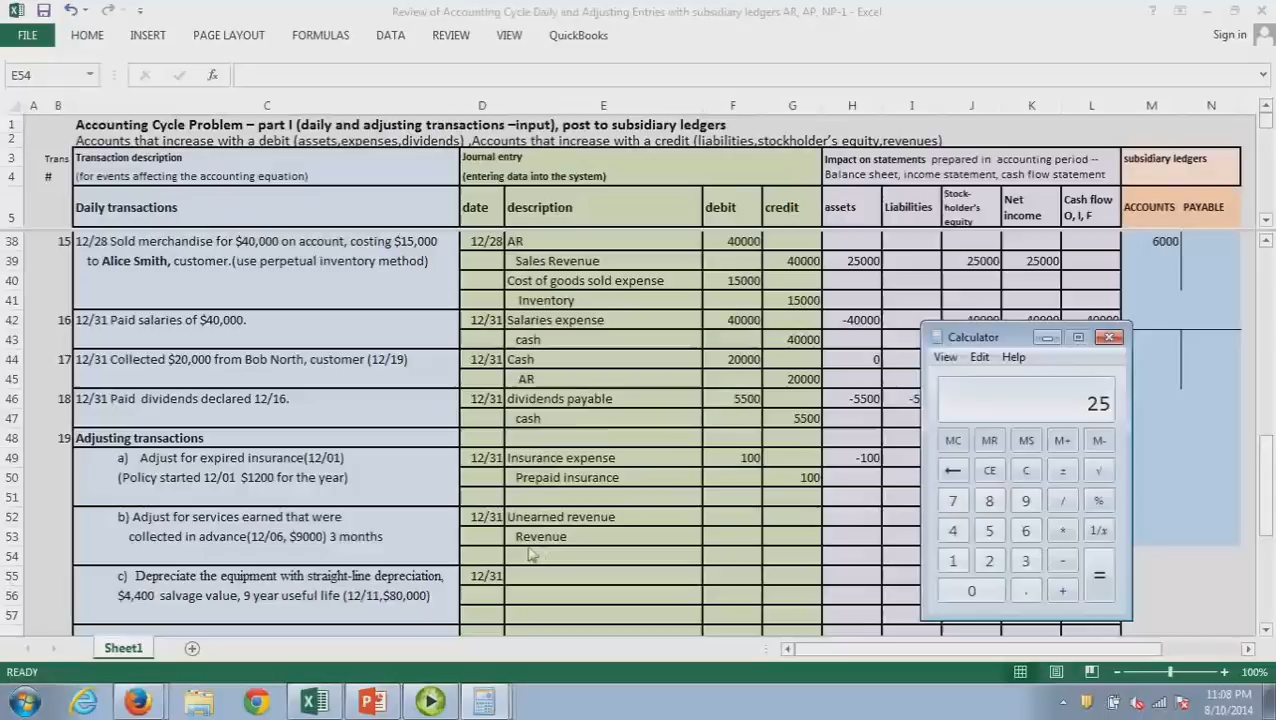 Review of Accounting Cycle Daily and Adjusting Entries with subsidiary ledgers AR, AP, NP-1 - Excel
FILE HOME INSERT PAGE LAYOUT FORMULAS DATA REVIEW VIEW QuickBooks Sign in
E54 fx
A B C D E F G H I J K L M N
1 Accounting Cycle Problem – part I (daily and adjusting transactions –input), post to subsidiary ledgers
2 Accounts that increase with a debit (assets,expenses,dividends) ,Accounts that increase with a credit (liabilities,stockholder's equity,revenues)
3 Trans Transaction description Journal entry Impact on statements prepared in accounting period -- subsidiary ledgers
4 # (for events affecting the accounting equation) (entering data into the system) Balance sheet, income statement, cash flow statement
5 Daily transactions date description debit credit assets Liabilities Stock-holder's equity Net income Cash flow O, I, F ACCOUNTS PAYABLE
38 15 12/28 Sold merchandise for $40,000 on account, costing $15,000 12/28 AR 40000 6000
39 to Alice Smith, customer.(use perpetual inventory method) Sales Revenue 40000 25000 25000 25000
40 Cost of goods sold expense 15000
41 Inventory 15000
42 16 12/31 Paid salaries of $40,000. 12/31 Salaries expense 40000 -40000
43 cash 40000
44 17 12/31 Collected $20,000 from Bob North, customer (12/19) 12/31 Cash 20000 0
45 AR 20000
46 18 12/31 Paid dividends declared 12/16. 12/31 dividends payable 5500 -5500 -5
47 cash 5500
48 19 Adjusting transactions
49 a) Adjust for expired insurance(12/01) 12/31 Insurance expense 100 -100
50 (Policy started 12/01 $1200 for the year) Prepaid insurance 100
51
52 b) Adjust for services earned that were 12/31 Unearned revenue
53 collected in advance(12/06, $9000) 3 months Revenue
54
55 c) Depreciate the equipment with straight-line depreciation, 12/31
56 $4,400 salvage value, 9 year useful life (12/11,$80,000)
57
Calculator
View Edit Help
25
MC MR MS M+ M-
← CE C ± √
7 8 9 / %
4 5 6 * 1/x
1 2 3 - =
0 . +
Sheet1
READY 100%
11:08 PM
8/10/2014